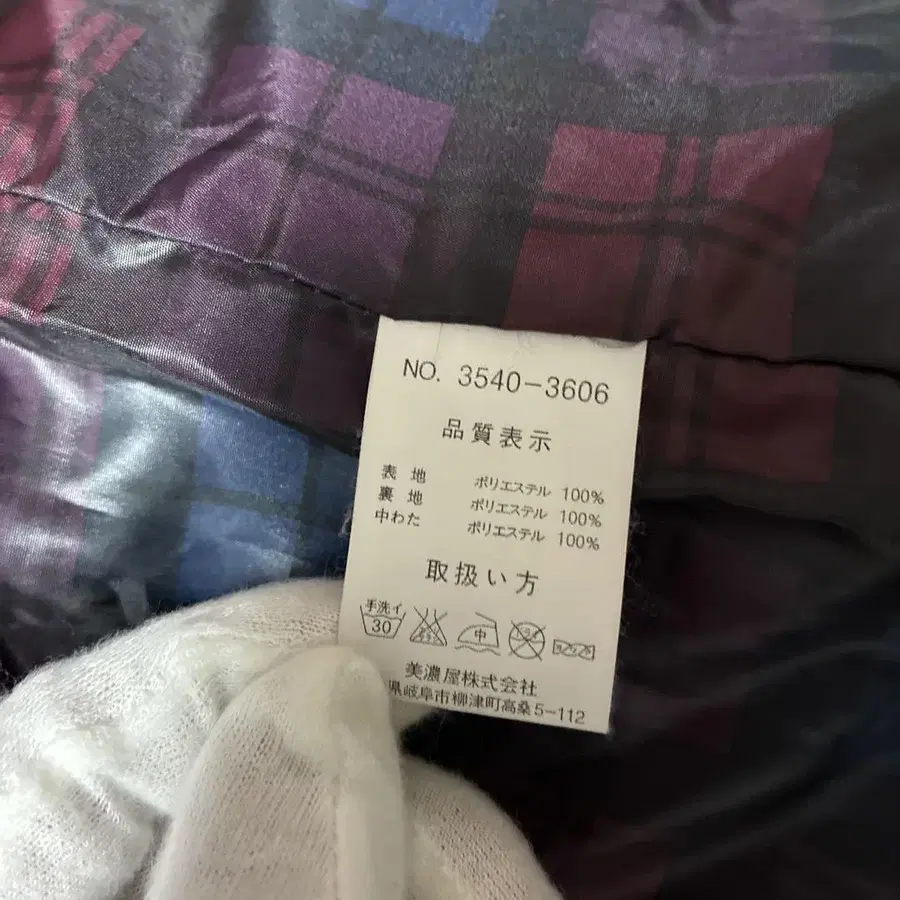 NO. 3540-3606
品質表示
表地 ポリエステル 100%
裏地 ポリエステル 100%
中わた ポリエステル 100%
取扱い方
手洗イ
30
中
美濃屋株式会社
県岐阜市柳津町高桑5-112